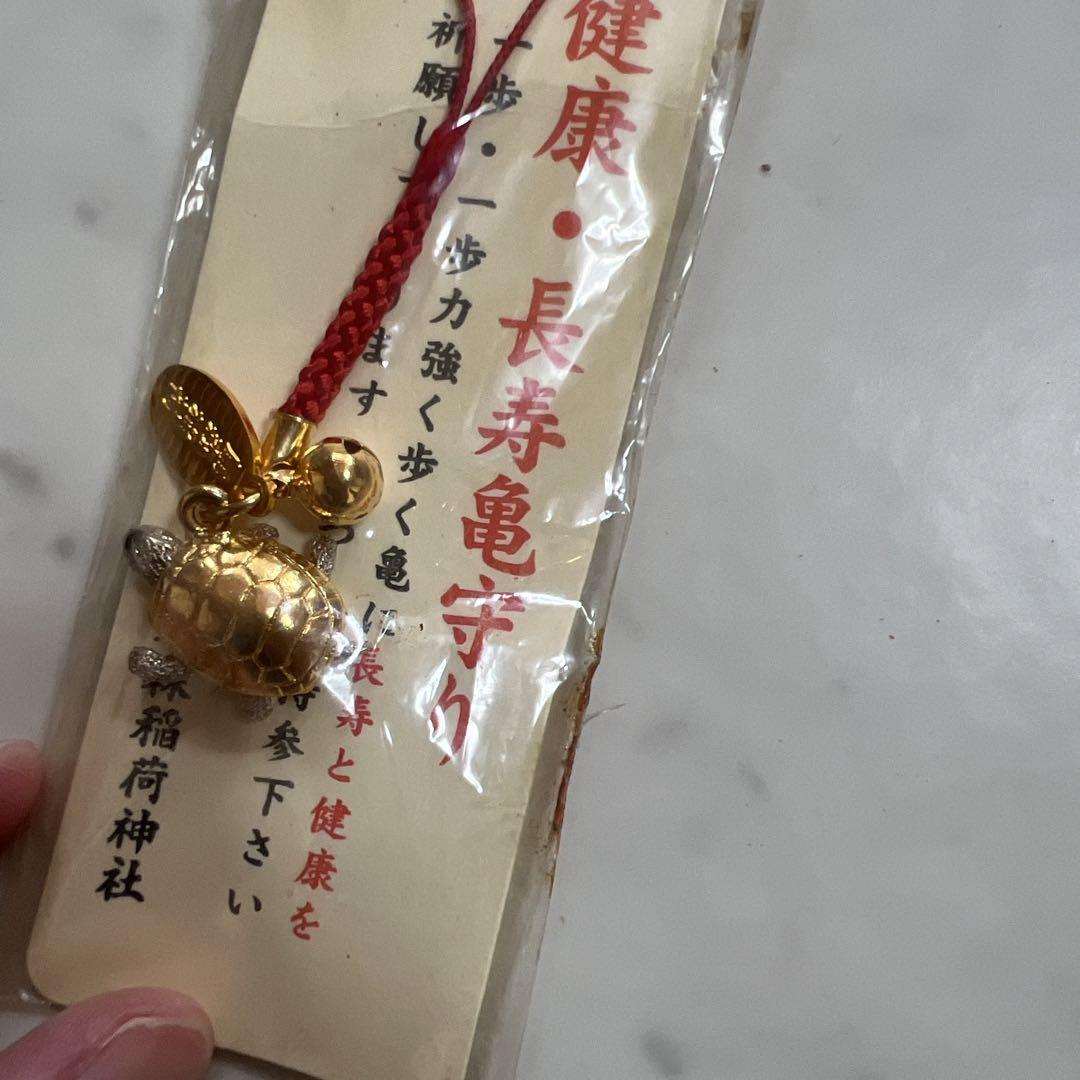 健康・長寿亀守り
一歩・一歩力強く歩く亀に長寿と健康を
祈願し
ます
参下さい
稲荷神社